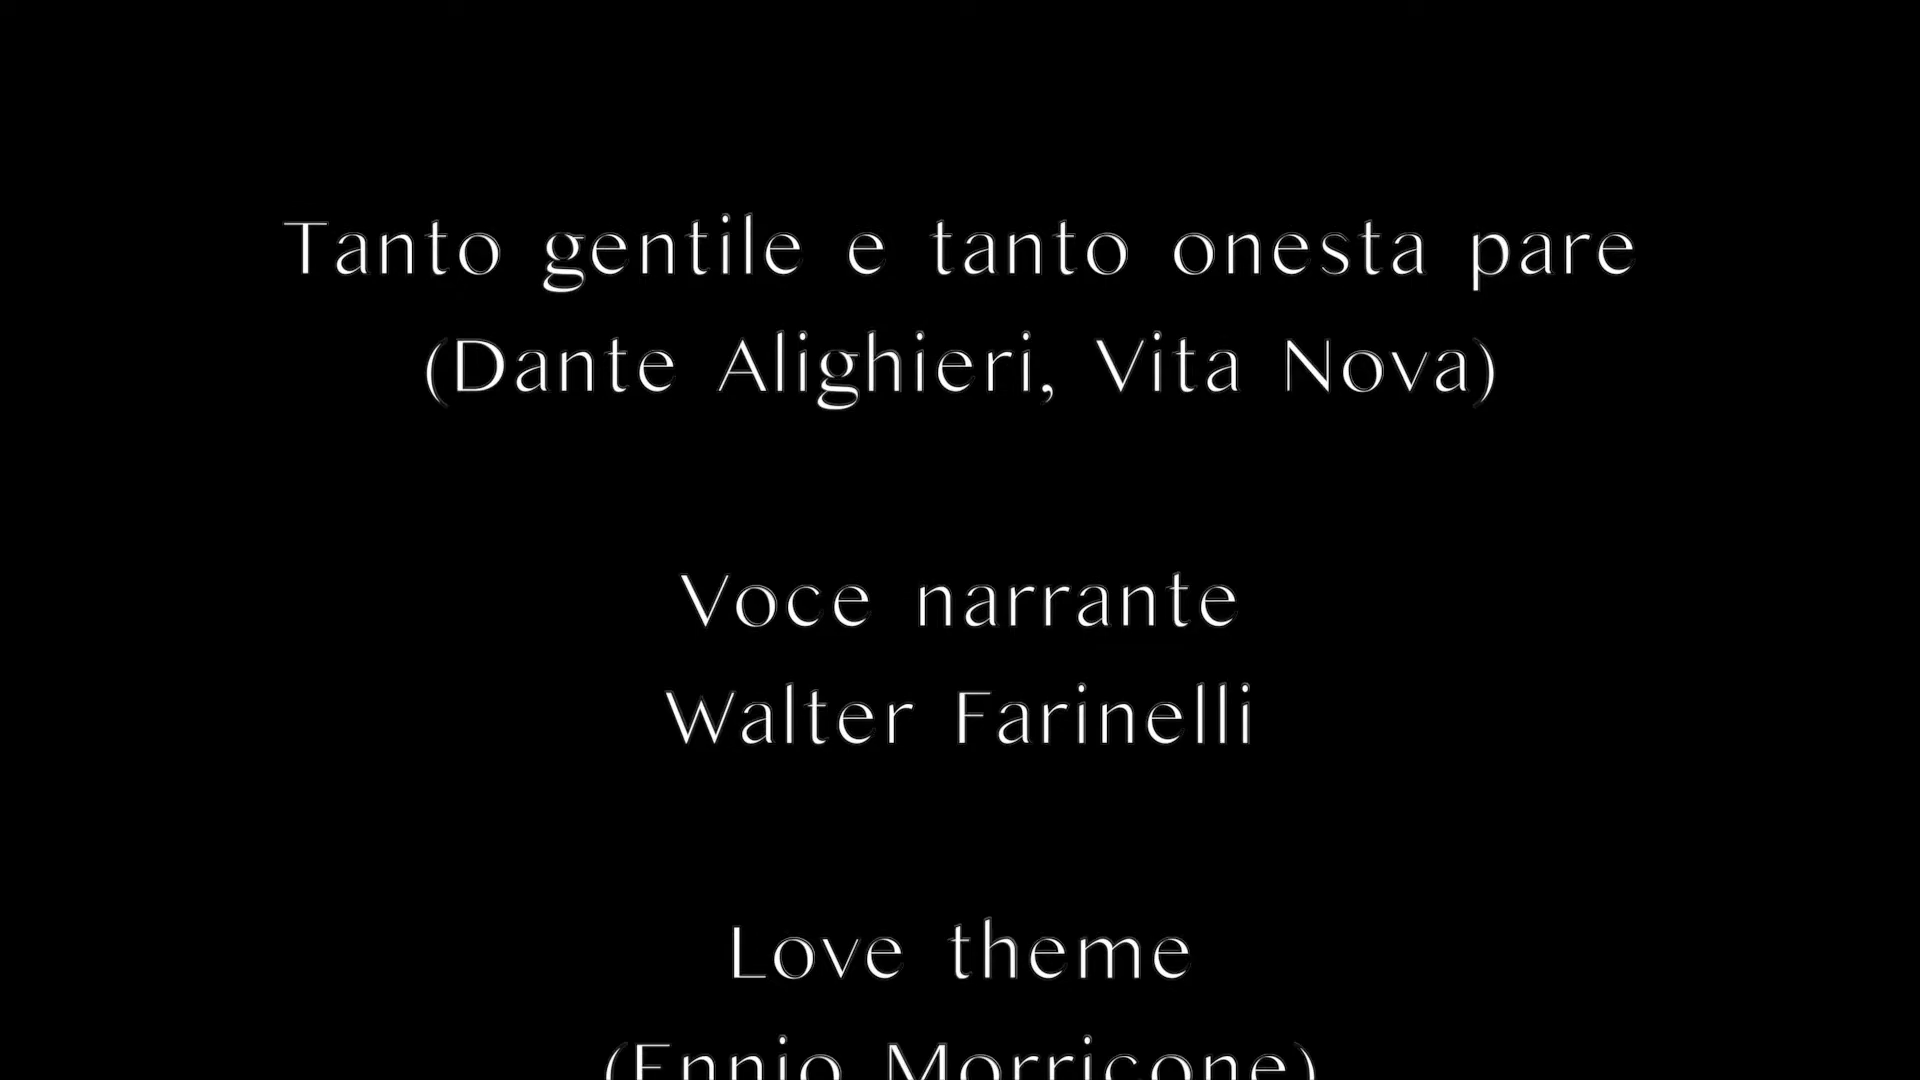 Tanto gentile e tanto onesta pare
(Dante Alighieri, Vita Nova)
Voce narrante
Walter Farinelli
Love theme
(Ennio Morricone)